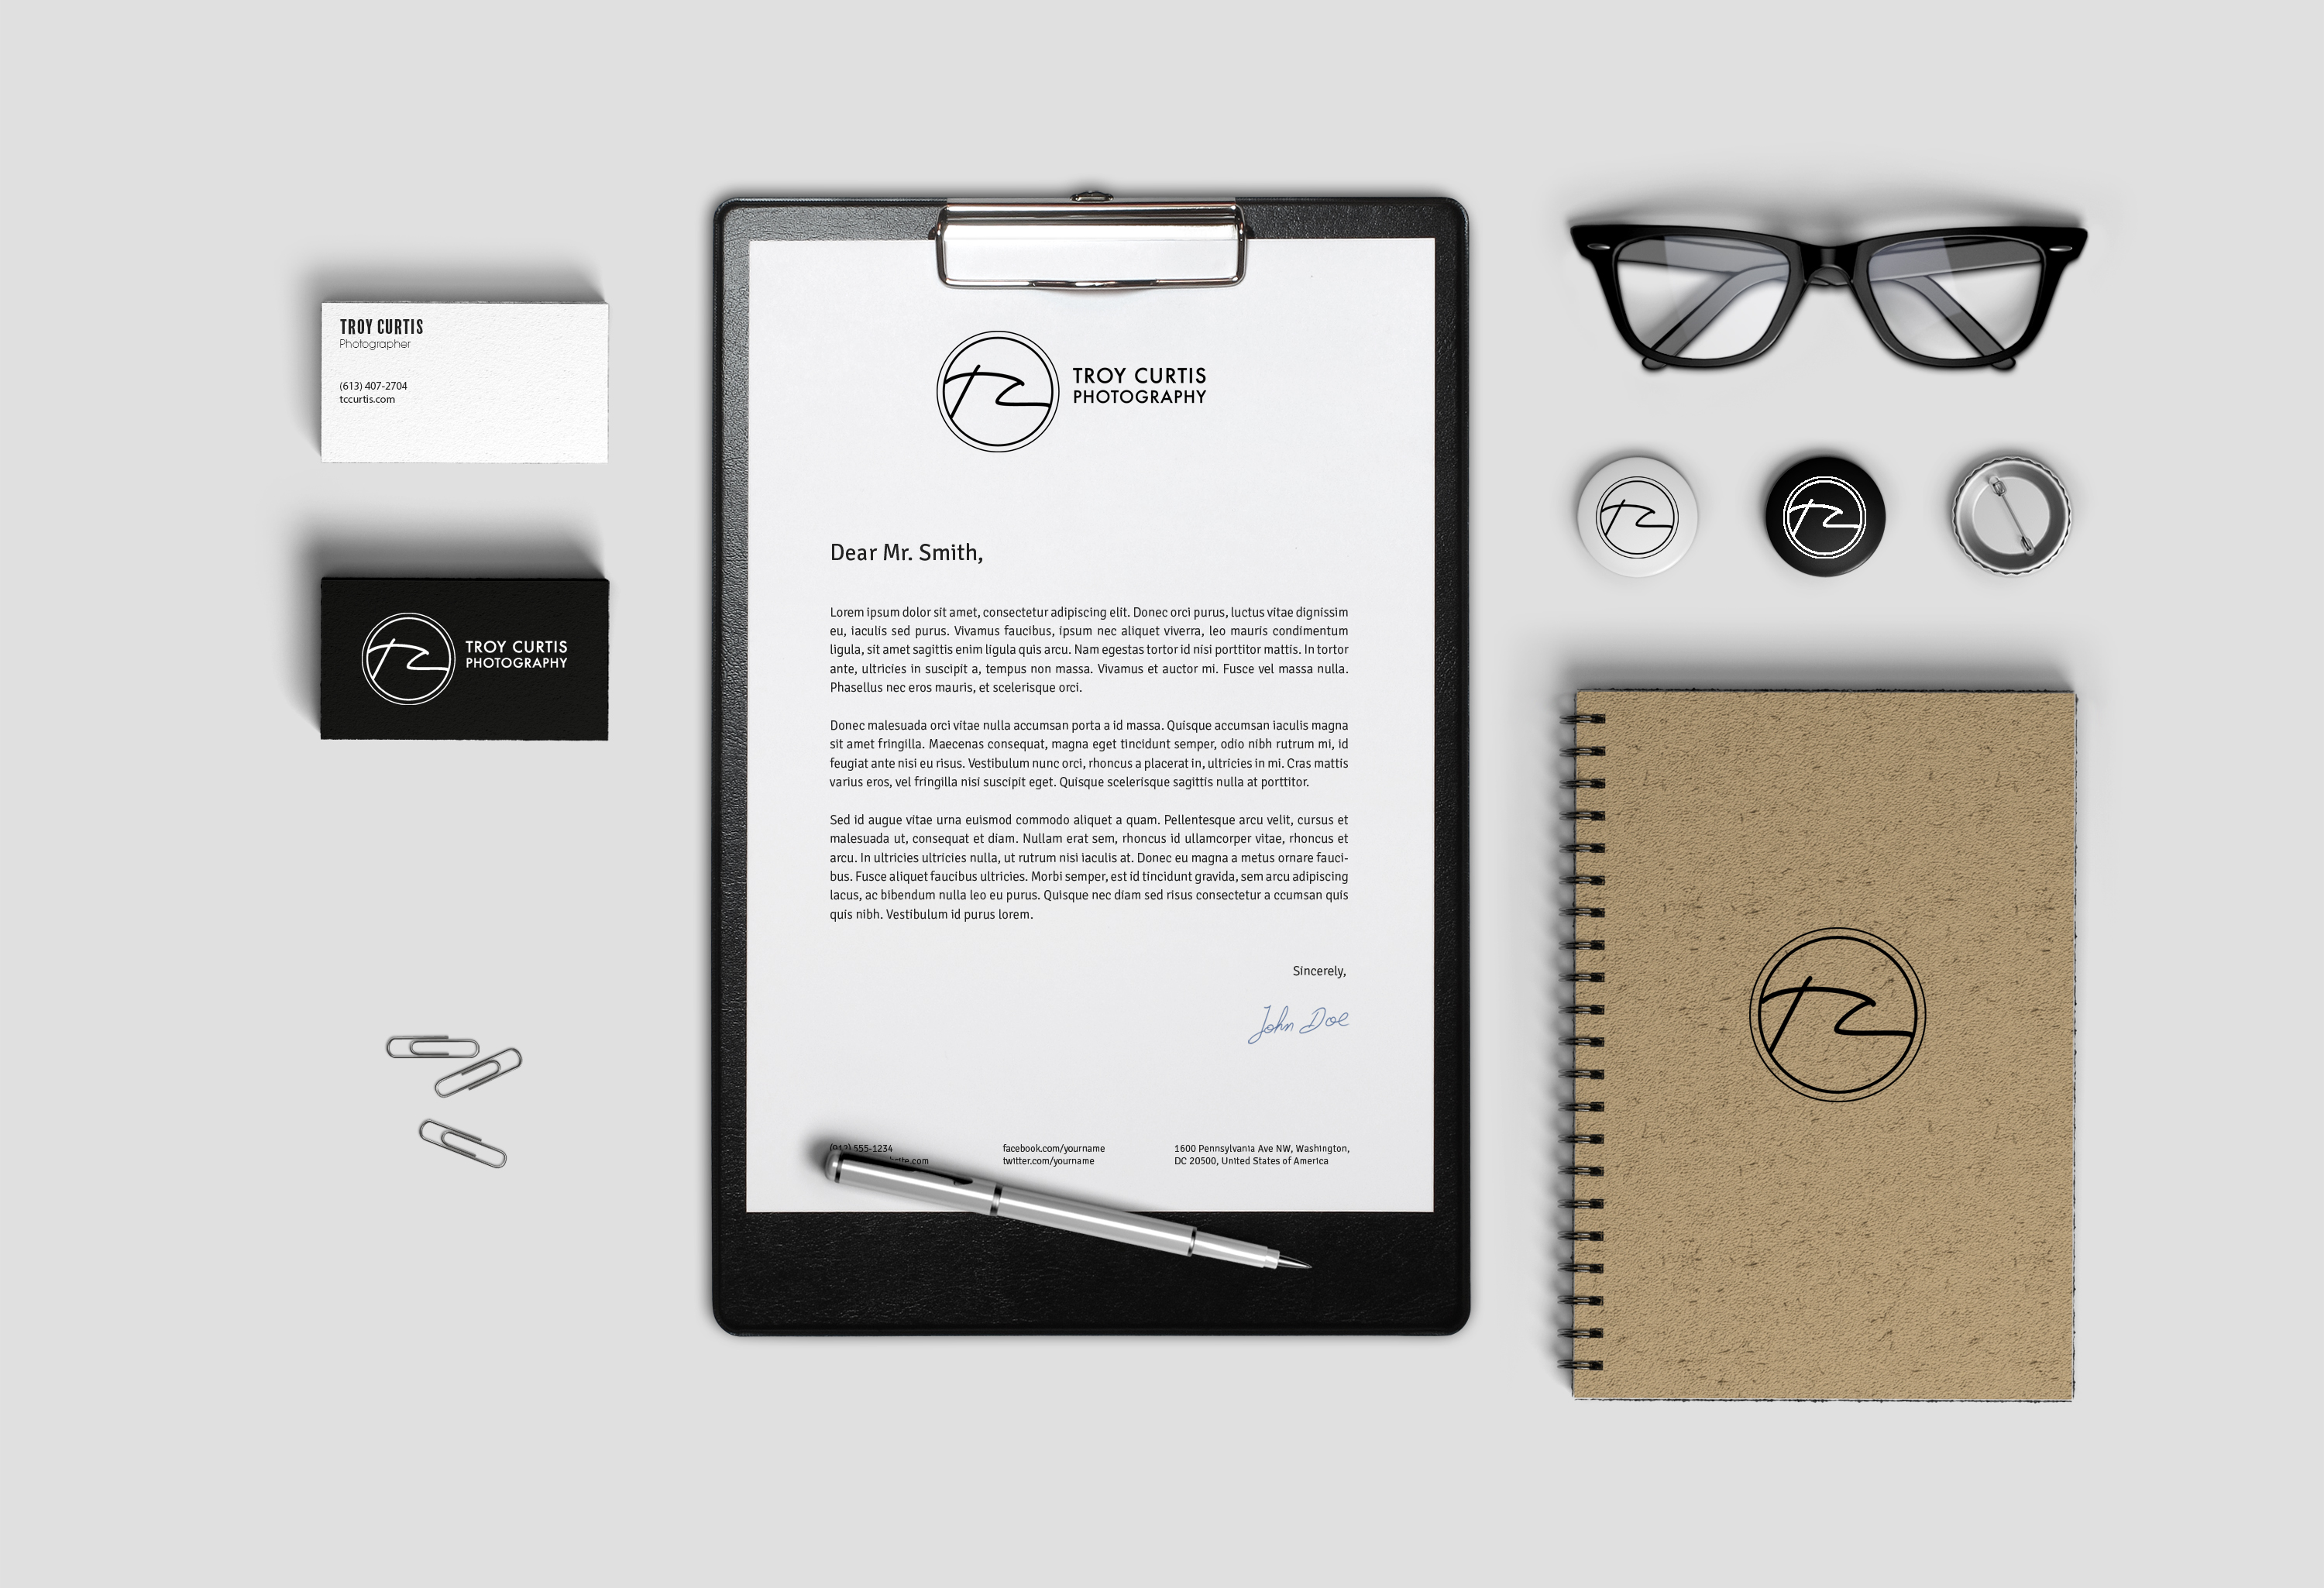 TROY CURTIS
Photographer
(613) 407-2704
tccurtis.com
TROY CURTIS
PHOTOGRAPHY
TROY CURTIS
PHOTOGRAPHY
Dear Mr. Smith,
Lorem ipsum dolor sit amet, consectetur adipiscing elit. Donec orci purus, luctus vitae dignissim
eu, iaculis sed purus. Vivamus faucibus, ipsum nec aliquet viverra, leo mauris condimentum
ligula, sit amet sagittis enim ligula quis arcu. Nam egestas tortor id nisi porttitor mattis. In tortor
ante, ultricies in suscipit a, tempus non massa. Vivamus et auctor mi. Fusce vel massa nulla.
Phasellus nec eros mauris, et scelerisque orci.
Donec malesuada orci vitae nulla accumsan porta a id massa. Quisque accumsan iaculis magna
sit amet fringilla. Maecenas consequat, magna eget tincidunt semper, odio nibh rutrum mi, id
feugiat ante nisi eu risus. Vestibulum nunc orci, rhoncus a placerat in, ultricies in mi. Cras mattis
varius eros, vel fringilla nisi suscipit eget. Quisque scelerisque sagittis nulla at porttitor.
Sed id augue vitae urna euismod commodo aliquet a quam. Pellentesque arcu velit, cursus et
malesuada ut, consequat et diam. Nullam erat sem, rhoncus id ullamcorper vitae, rhoncus et
arcu. In ultricies ultricies nulla, ut rutrum nisi iaculis at. Donec eu magna a metus ornare fauci-
bus. Fusce aliquet faucibus ultricies. Morbi semper, est id tincidunt gravida, sem arcu adipiscing
lacus, ac bibendum nulla leo eu purus. Quisque nec diam sed risus consectetur a ccumsan quis
quis nibh. Vestibulum id purus lorem.
Sincerely,
John Doe
(912) 555-1234
facebook.com/yourname
twitter.com/yourname
1600 Pennsylvania Ave NW, Washington,
DC 20500, United States of America